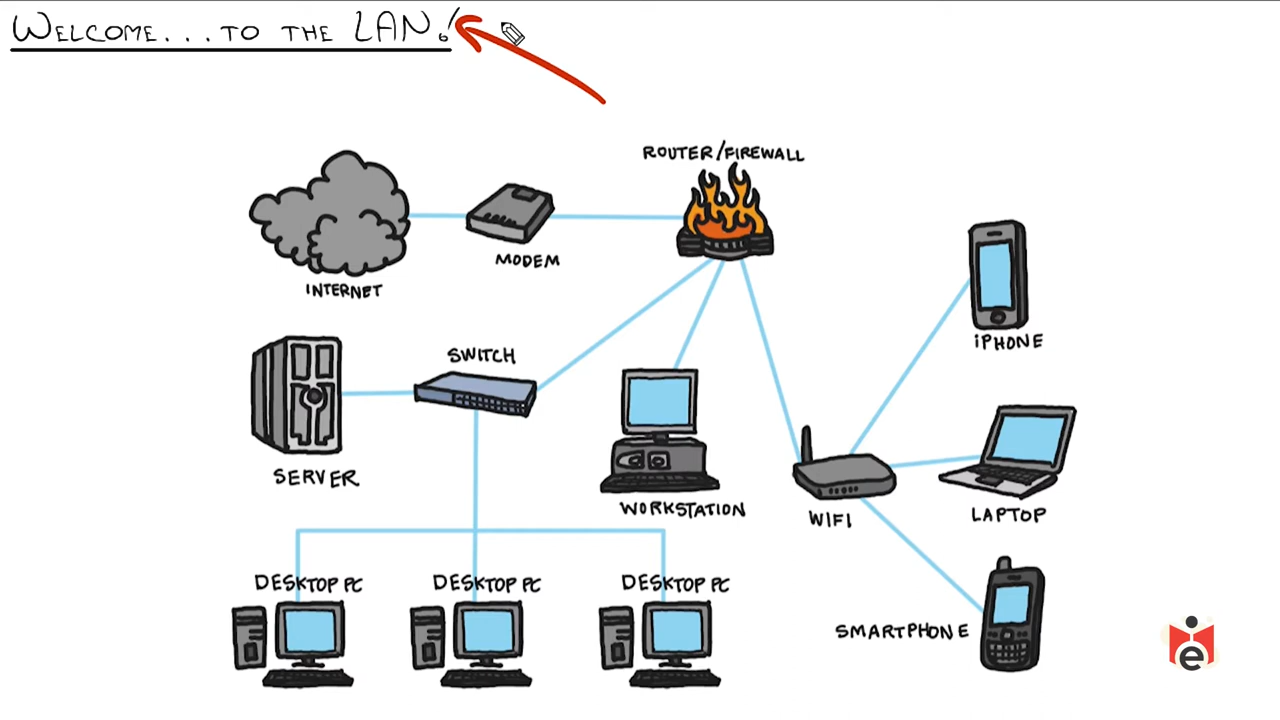 WELCOME...TO THE LAN!
ROUTER/FIREWALL
MODEM
INTERNET
iPHONE
SWITCH
SERVER
WORKSTATION
WIFI
LAPTOP
DESKTOP PC
DESKTOP PC
DESKTOP PC
SMARTPHONE
e